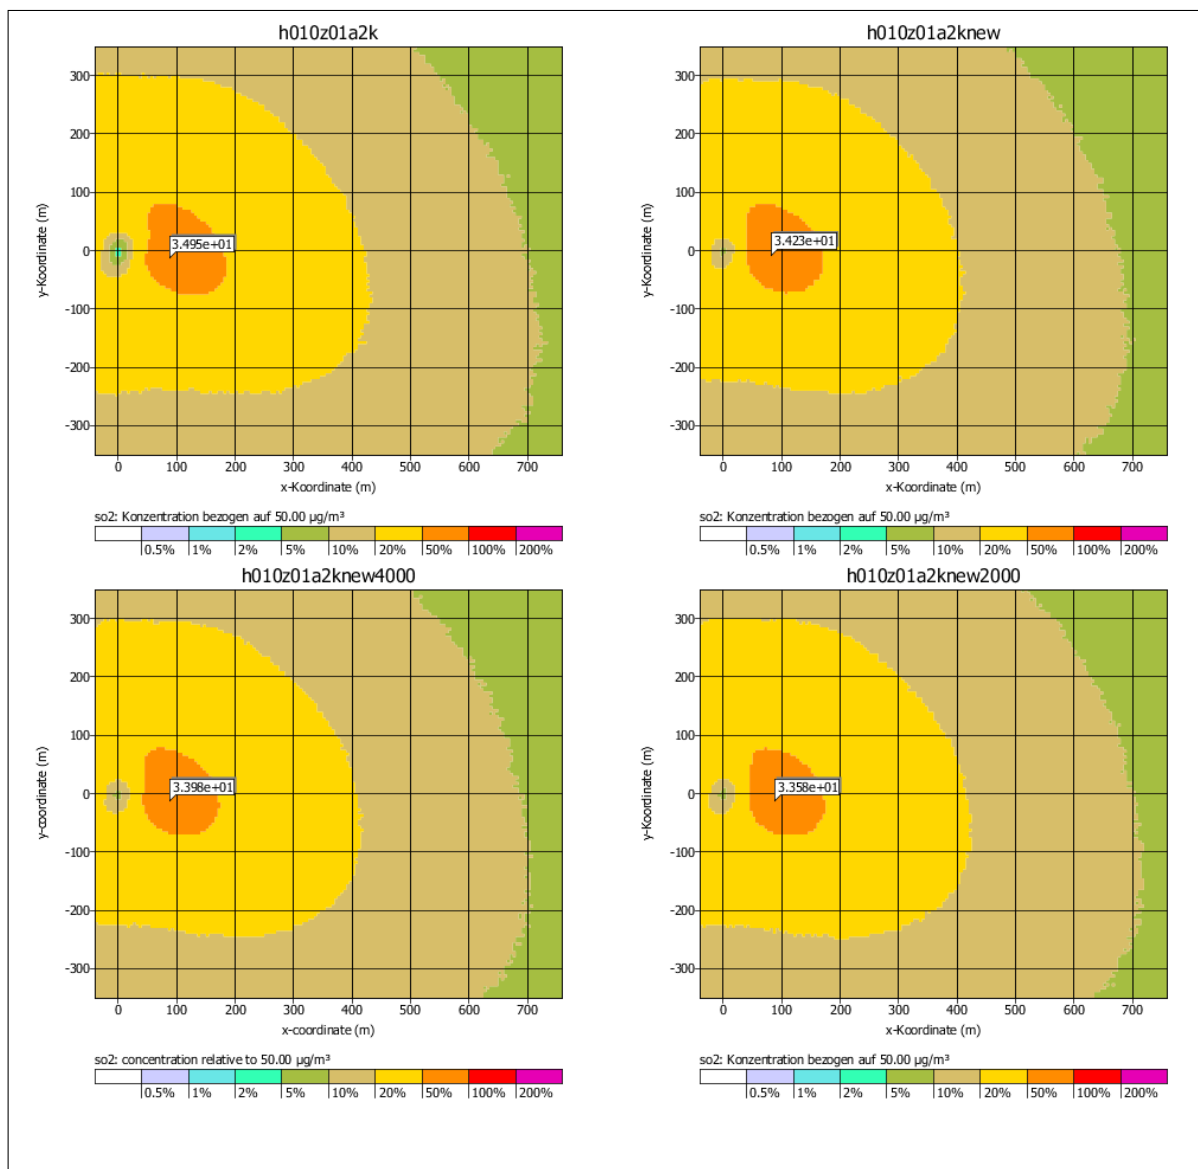 h010z01a2k
300
200
100
0
-100
-200
-300
y-Koordinate (m)
3.495e+01
0 100 200 300 400 500 600 700
x-Koordinate (m)
so2: Konzentration bezogen auf 50.00 µg/m³
0.5% 1% 2% 5% 10% 20% 50% 100% 200%
h010z01a2knew
300
200
100
0
-100
-200
-300
y-Koordinate (m)
3.423e+01
0 100 200 300 400 500 600 700
x-Koordinate (m)
so2: Konzentration bezogen auf 50.00 µg/m³
0.5% 1% 2% 5% 10% 20% 50% 100% 200%
h010z01a2knew4000
300
200
100
0
-100
-200
-300
y-coordinate (m)
3.398e+01
0 100 200 300 400 500 600 700
x-coordinate (m)
so2: concentration relative to 50.00 µg/m³
0.5% 1% 2% 5% 10% 20% 50% 100% 200%
h010z01a2knew2000
300
200
100
0
-100
-200
-300
y-Koordinate (m)
3.358e+01
0 100 200 300 400 500 600 700
x-Koordinate (m)
so2: Konzentration bezogen auf 50.00 µg/m³
0.5% 1% 2% 5% 10% 20% 50% 100% 200%